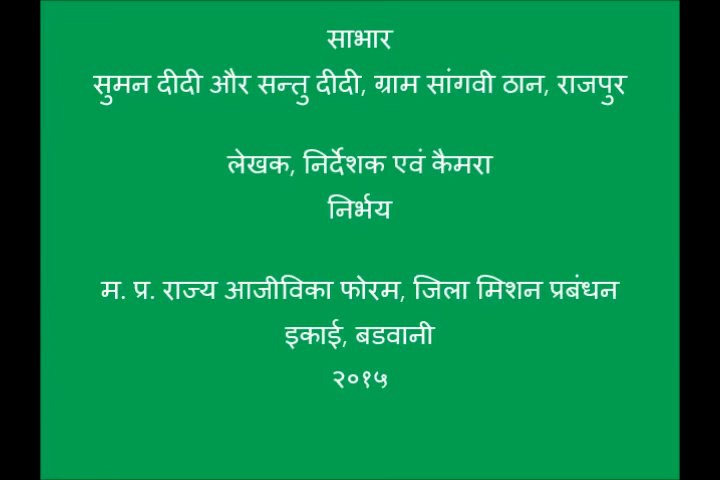 साभार
सुमन दीदी और सन्तु दीदी, ग्राम सांगवी ठान, राजपुर
लेखक, निर्देशक एवं कैमरा
निर्भय
म. प्र. राज्य आजीविका फोरम, जिला मिशन प्रबंधन
इकाई, बडवानी
२०१५